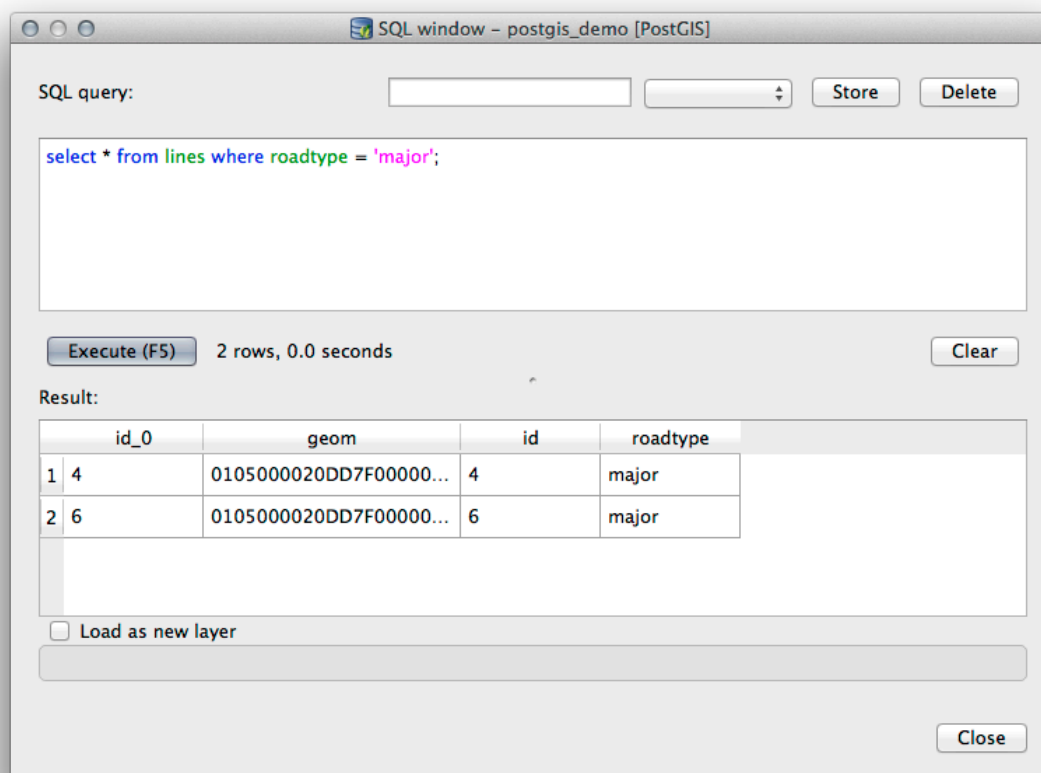 SQL window – postgis_demo [PostGIS]
SQL query:
Store
Delete
select * from lines where roadtype = 'major';
Execute (F5)
2 rows, 0.0 seconds
Clear
Result:
id_0 geom id roadtype
1 4 0105000020DD7F00000... 4 major
2 6 0105000020DD7F00000... 6 major
Load as new layer
Close